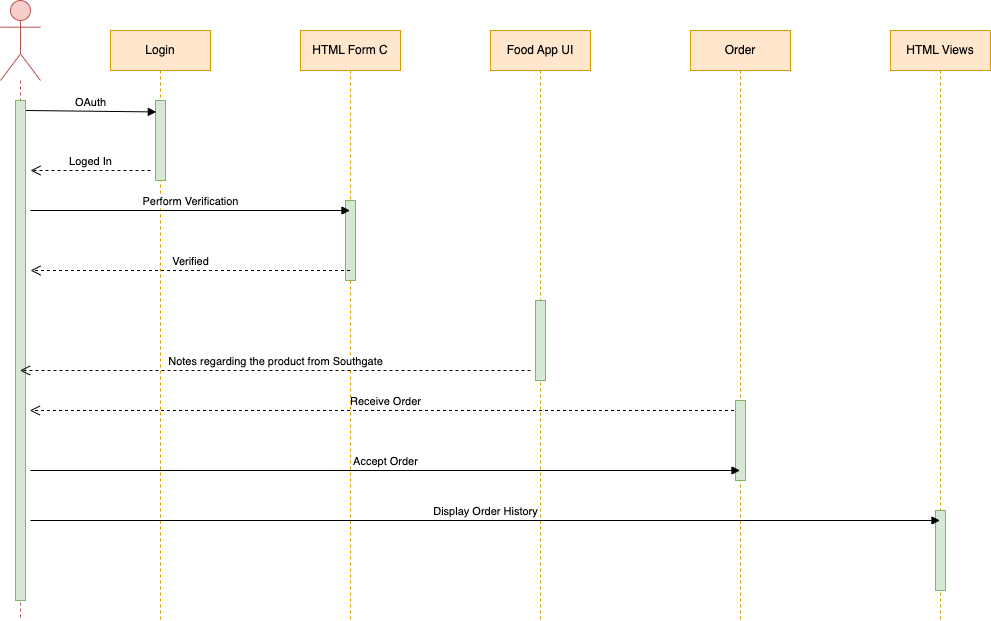 Login
HTML Form C
Food App UI
Order
HTML Views
OAuth
Loged In
Perform Verification
Verified
Notes regarding the product from Southgate
Receive Order
Accept Order
Display Order History